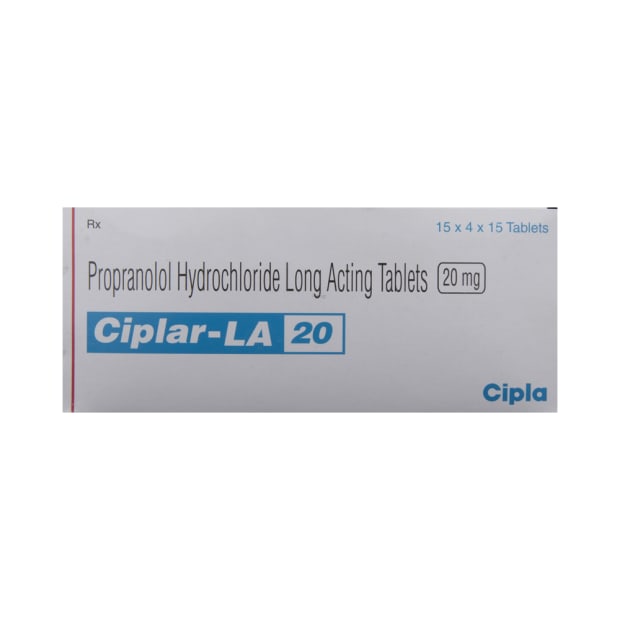 Rx
15 x 4 x 15 Tablets
Propranolol Hydrochloride Long Acting Tablets 20 mg
Ciplar-LA 20
Cipla